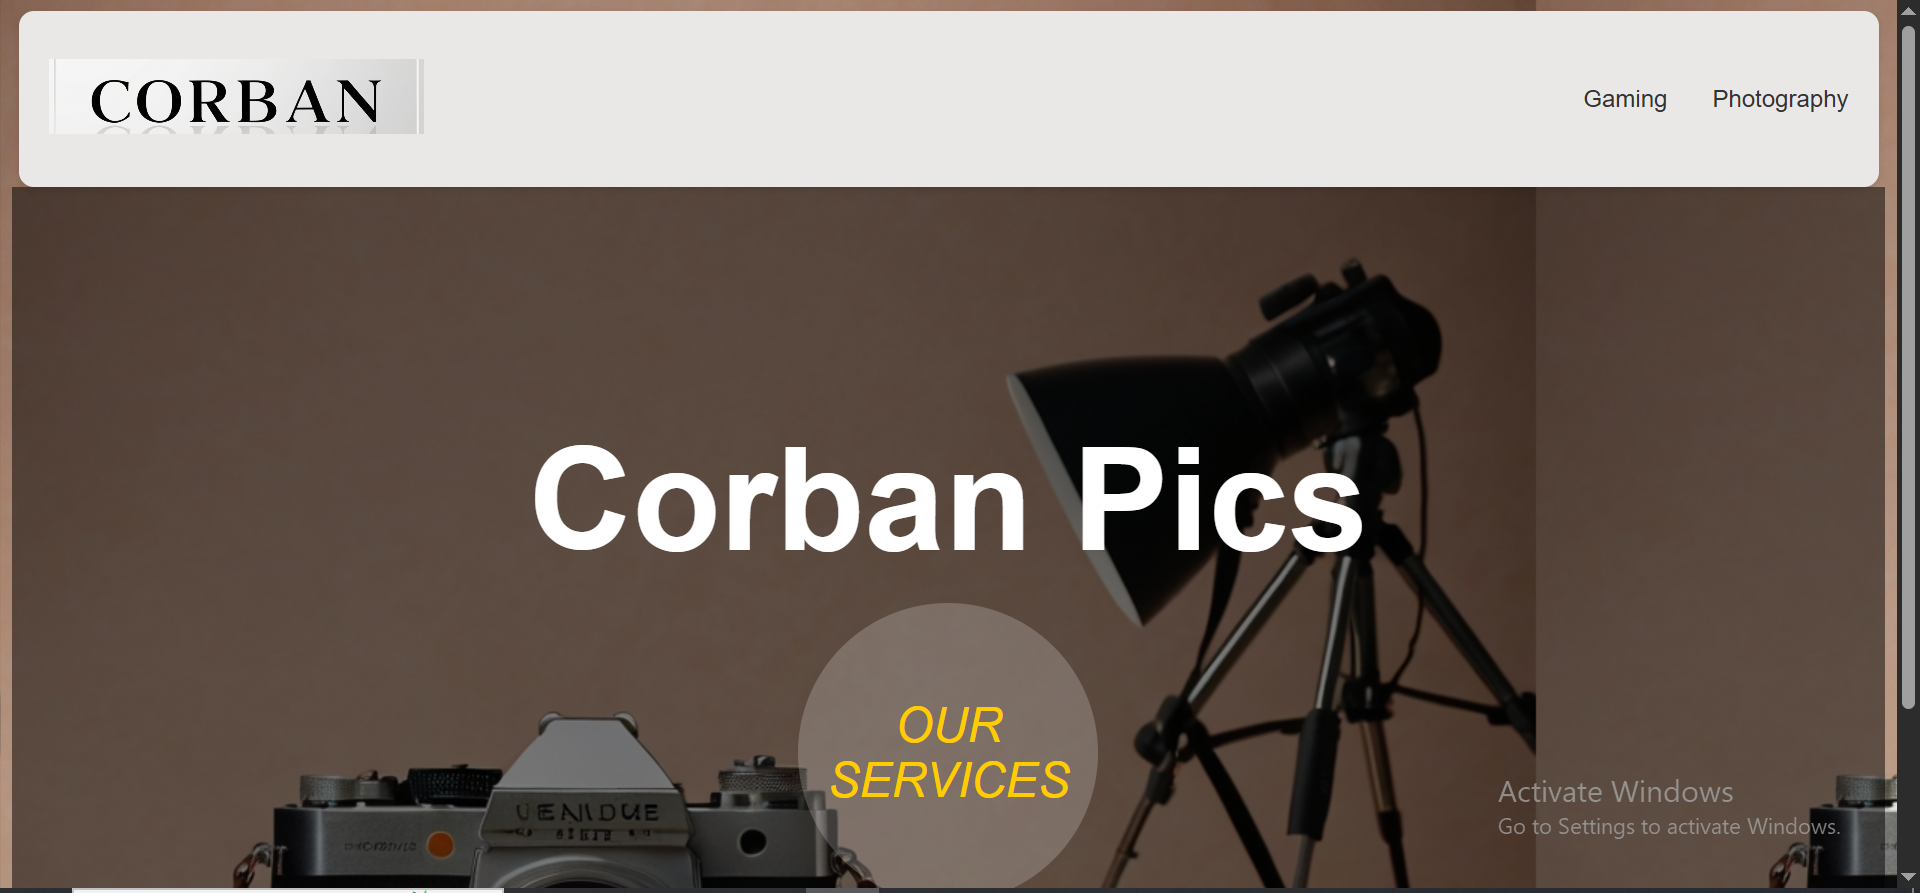 CORBAN
Gaming Photography
Corban Pics
OUR
SERVICES
Activate Windows
Go to Settings to activate Windows.